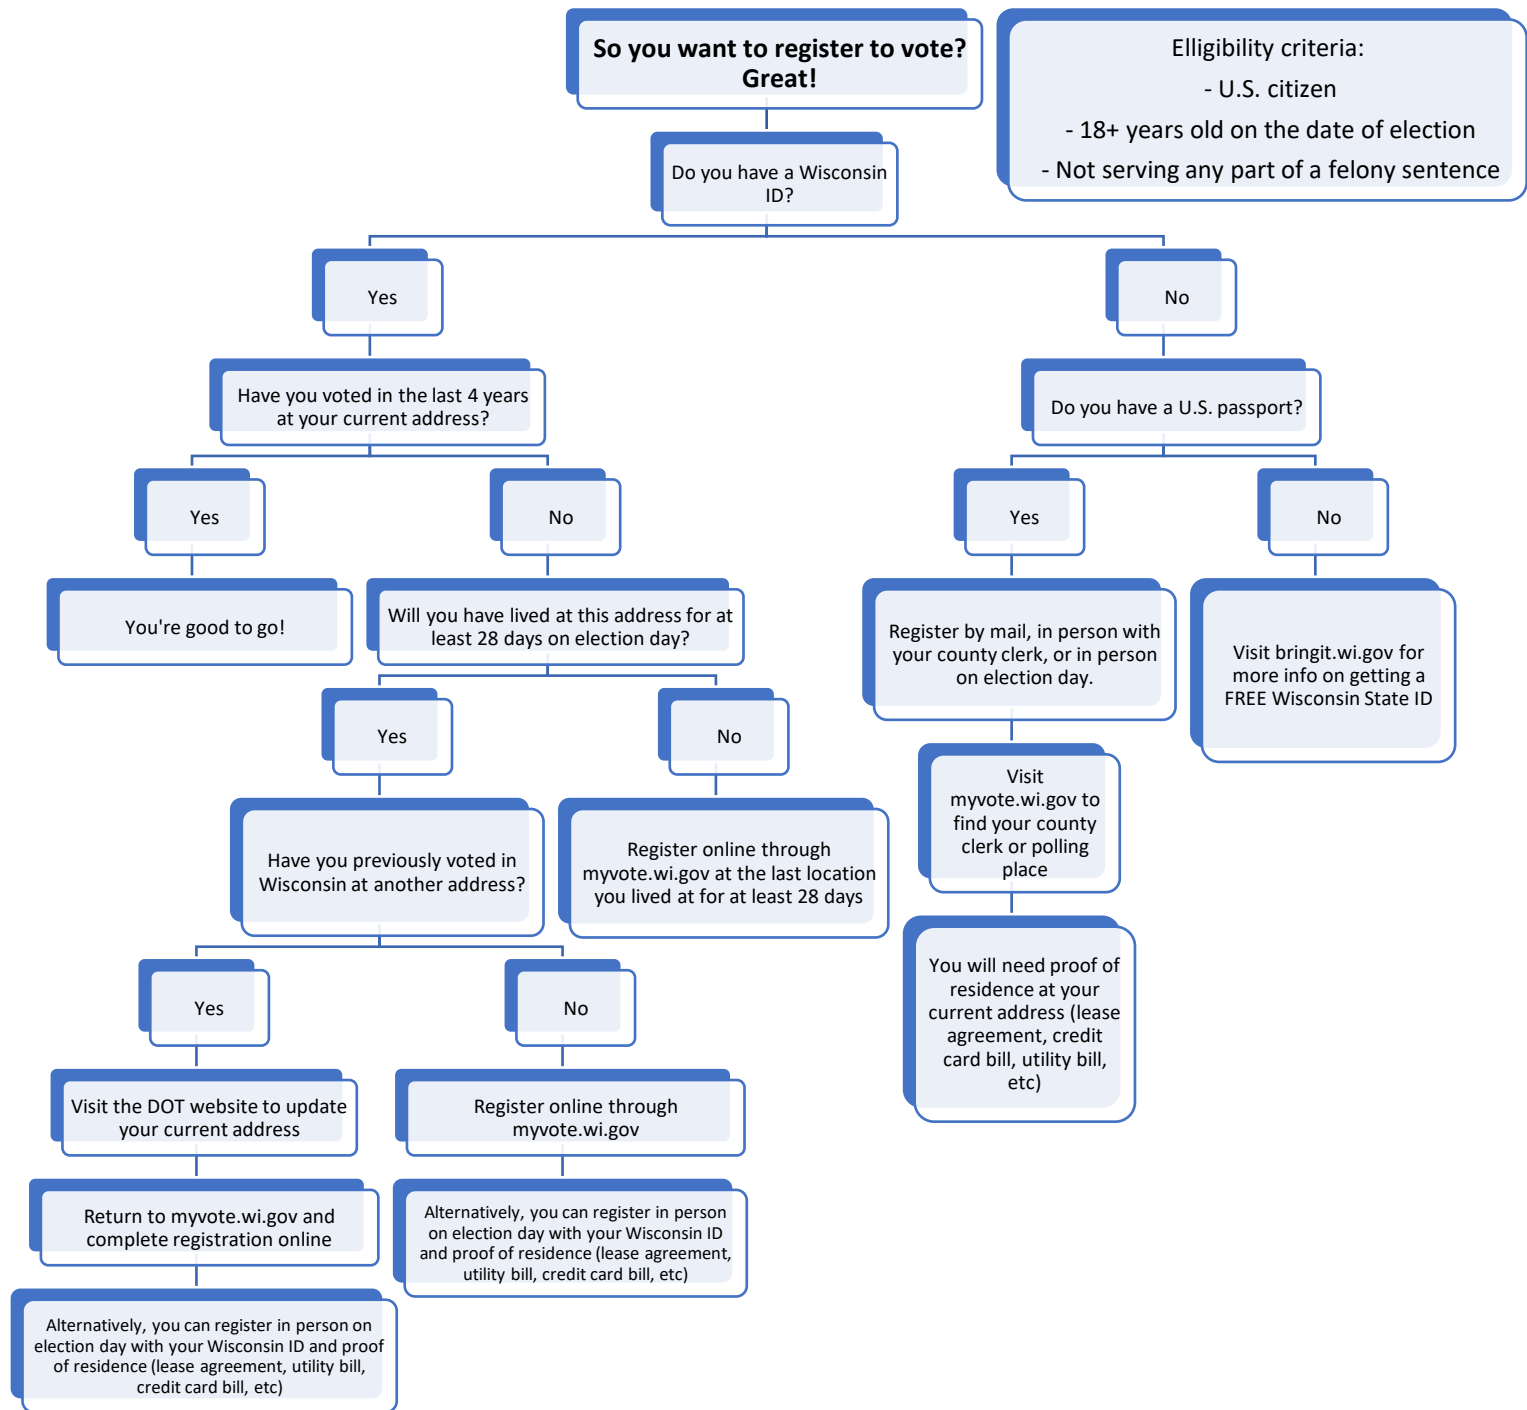 So you want to register to vote?
Great!
Elligibility criteria:
- U.S. citizen
- 18+ years old on the date of election
- Not serving any part of a felony sentence
Do you have a Wisconsin
ID?
Yes
No
Have you voted in the last 4 years
at your current address?
Do you have a U.S. passport?
Yes
No
Yes
No
You're good to go!
Will you have lived at this address for at
least 28 days on election day?
Register by mail, in person with
your county clerk, or in person
on election day.
Visit bringit.wi.gov for
more info on getting a
FREE Wisconsin State ID
Yes
No
Visit
myvote.wi.gov to
find your county
clerk or polling
place
Have you previously voted in
Wisconsin at another address?
Register online through
myvote.wi.gov at the last location
you lived at for at least 28 days
You will need proof of
residence at your
current address (lease
agreement, credit
card bill, utility bill,
etc)
Yes
No
Visit the DOT website to update
your current address
Register online through
myvote.wi.gov
Return to myvote.wi.gov and
complete registration online
Alternatively, you can register in person
on election day with your Wisconsin ID
and proof of residence (lease agreement,
utility bill, credit card bill, etc)
Alternatively, you can register in person on
election day with your Wisconsin ID and proof
of residence (lease agreement, utility bill,
credit card bill, etc)